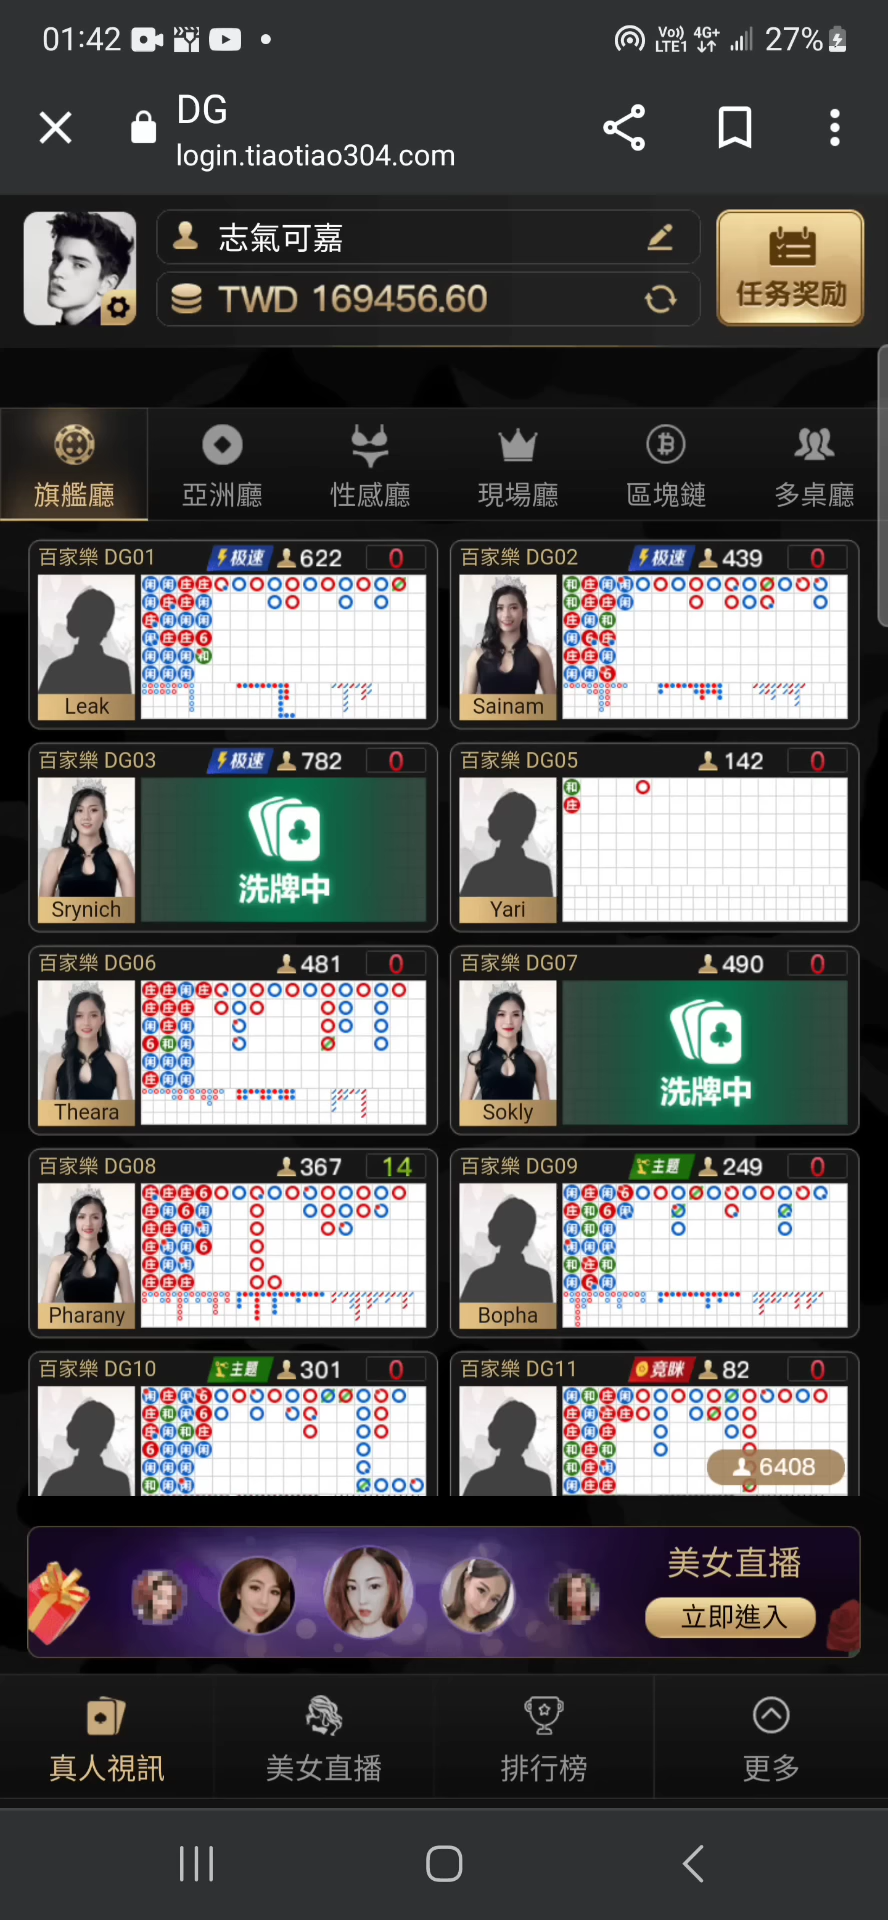 01:42
Vo)) LTE1 4G+ 27%
DG
login.tiaotiao304.com
志氣可嘉
TWD 169456.60
任务奖励
旗艦廳 亞洲廳 性感廳 現場廳 區塊鏈 多桌廳
百家樂 DG01 极速 622 0
Leak
百家樂 DG02 极速 439 0
Sainam
百家樂 DG03 极速 782 0
洗牌中
Srynich
百家樂 DG05 142 0
和
庄
Yari
百家樂 DG06 481 0
Theara
百家樂 DG07 490 0
洗牌中
Sokly
百家樂 DG08 367 14
Pharany
百家樂 DG09 主題 249 0
Bopha
百家樂 DG10 主題 301 0
百家樂 DG11 竞咪 82 0
6408
美女直播
立即進入
真人視訊 美女直播 排行榜 更多